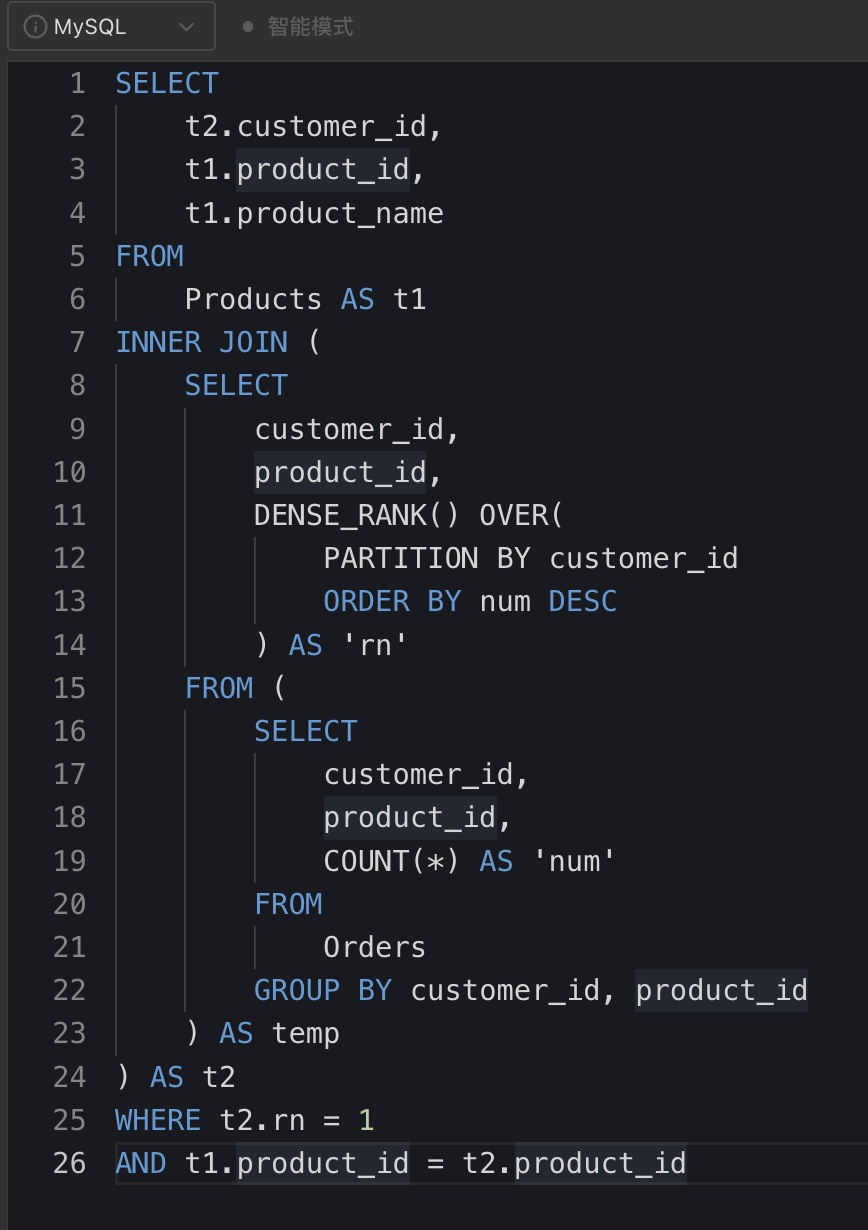 MySQL 智能模式
1 SELECT
2     t2.customer_id,
3     t1.product_id,
4     t1.product_name
5 FROM
6     Products AS t1
7 INNER JOIN (
8     SELECT
9         customer_id,
10         product_id,
11         DENSE_RANK() OVER(
12             PARTITION BY customer_id
13             ORDER BY num DESC
14         ) AS 'rn'
15     FROM (
16         SELECT
17             customer_id,
18             product_id,
19             COUNT(*) AS 'num'
20         FROM
21             Orders
22         GROUP BY customer_id, product_id
23     ) AS temp
24 ) AS t2
25 WHERE t2.rn = 1
26 AND t1.product_id = t2.product_id